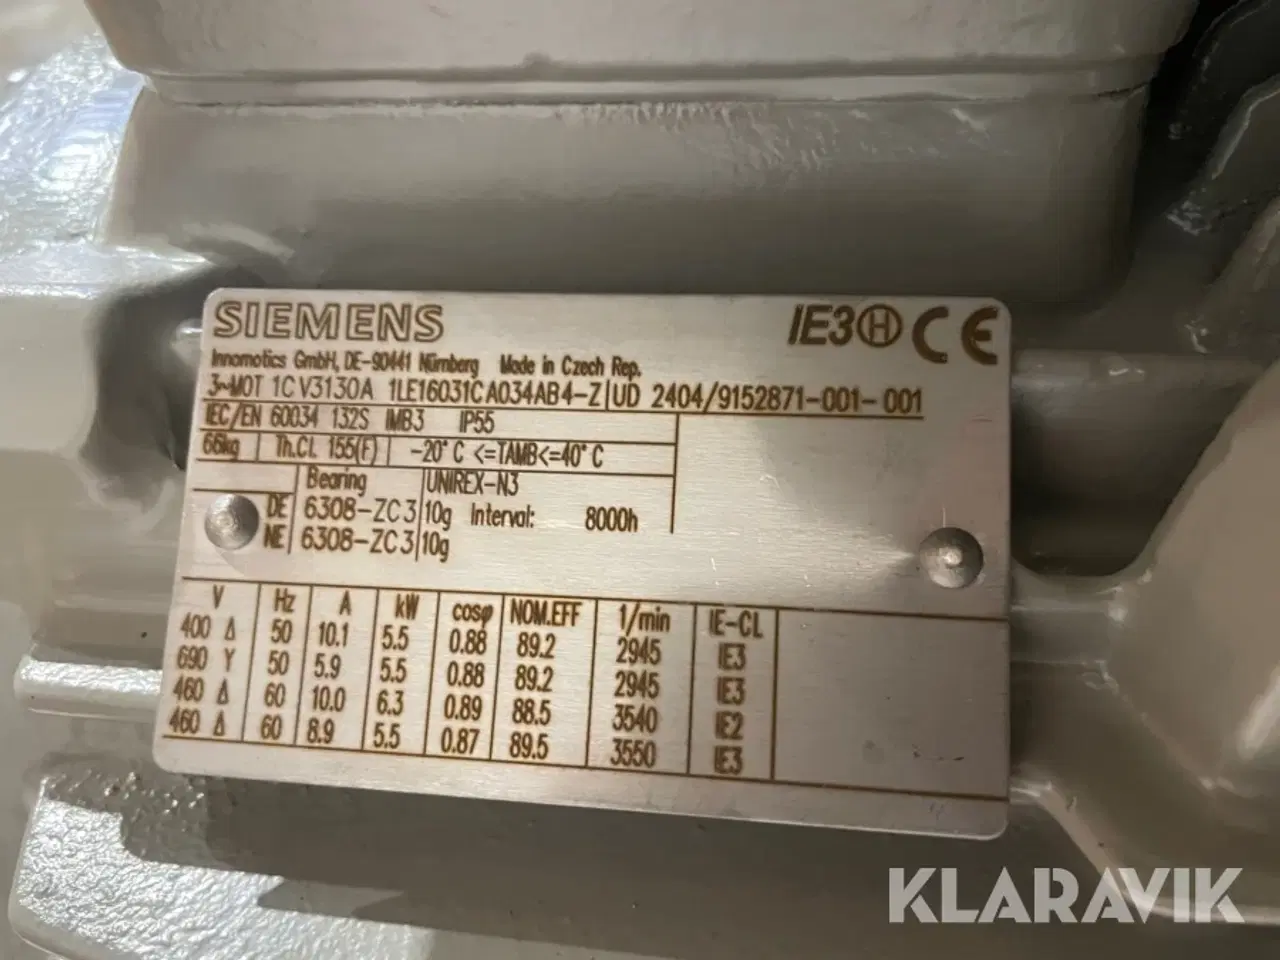 SIEMENS
IE3 H CE
Innomotics GmbH, DE-90441 Nürnberg Made in Czech Rep.
3~MOT 1CV3130A 1LE16031CA034AB4-Z UD 2404/9152871-001-001
IEC/EN 60034 132S IMB3 IP55
66kg Th.Cl. 155(F) -20°C <=TAMB<=40°C
Bearing UNIREX-N3
DE 6308-ZC3 10g Interval: 8000h
NE 6308-ZC3 10g
V Hz A kW cosφ NOM.EFF 1/min IE-CL
400 Δ 50 10.1 5.5 0.88 89.2 2945 IE3
690 Y 50 5.9 5.5 0.88 89.2 2945 IE3
460 Δ 60 10.0 6.3 0.89 88.5 3540 IE2
460 Δ 60 8.9 5.5 0.87 89.5 3550 IE3
KLARAVIK